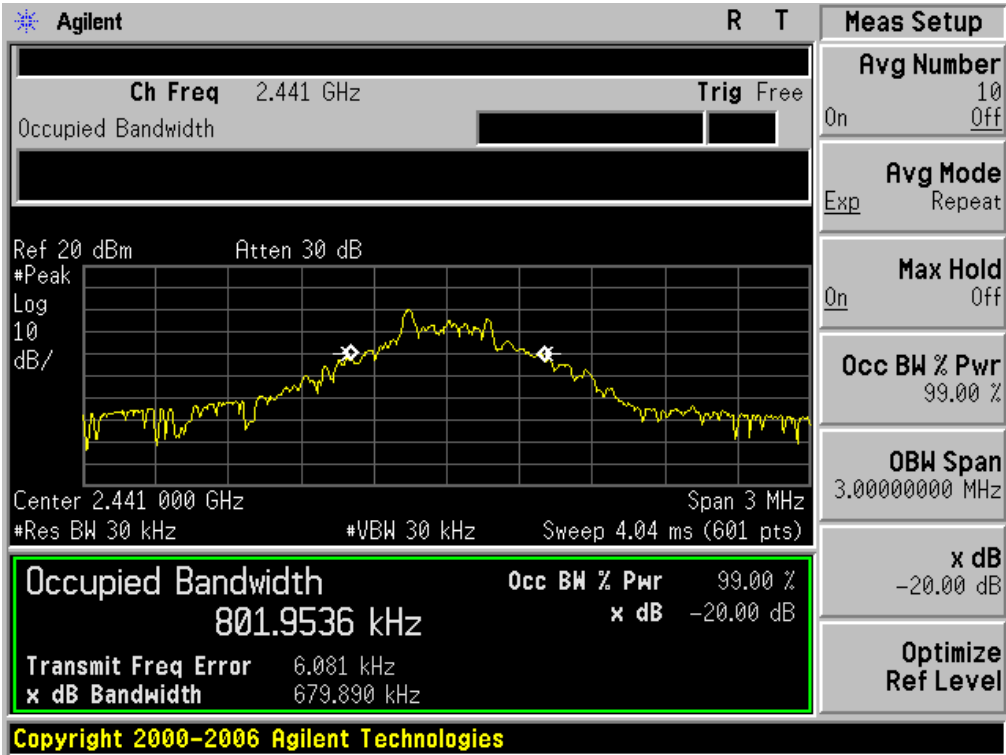 Agilent R T
Ch Freq 2.441 GHz Trig Free
Occupied Bandwidth
Ref 20 dBm Atten 30 dB
#Peak
Log
10
dB/
Center 2.441 000 GHz Span 3 MHz
#Res BW 30 kHz #VBW 30 kHz Sweep 4.04 ms (601 pts)
Occupied Bandwidth Occ BW % Pwr 99.00 %
801.9536 kHz x dB -20.00 dB
Transmit Freq Error 6.081 kHz
x dB Bandwidth 679.890 kHz
Copyright 2000-2006 Agilent Technologies
Meas Setup
Avg Number
10
On Off
Avg Mode
Exp Repeat
Max Hold
On Off
Occ BW % Pwr
99.00 %
OBW Span
3.00000000 MHz
x dB
-20.00 dB
Optimize
Ref Level